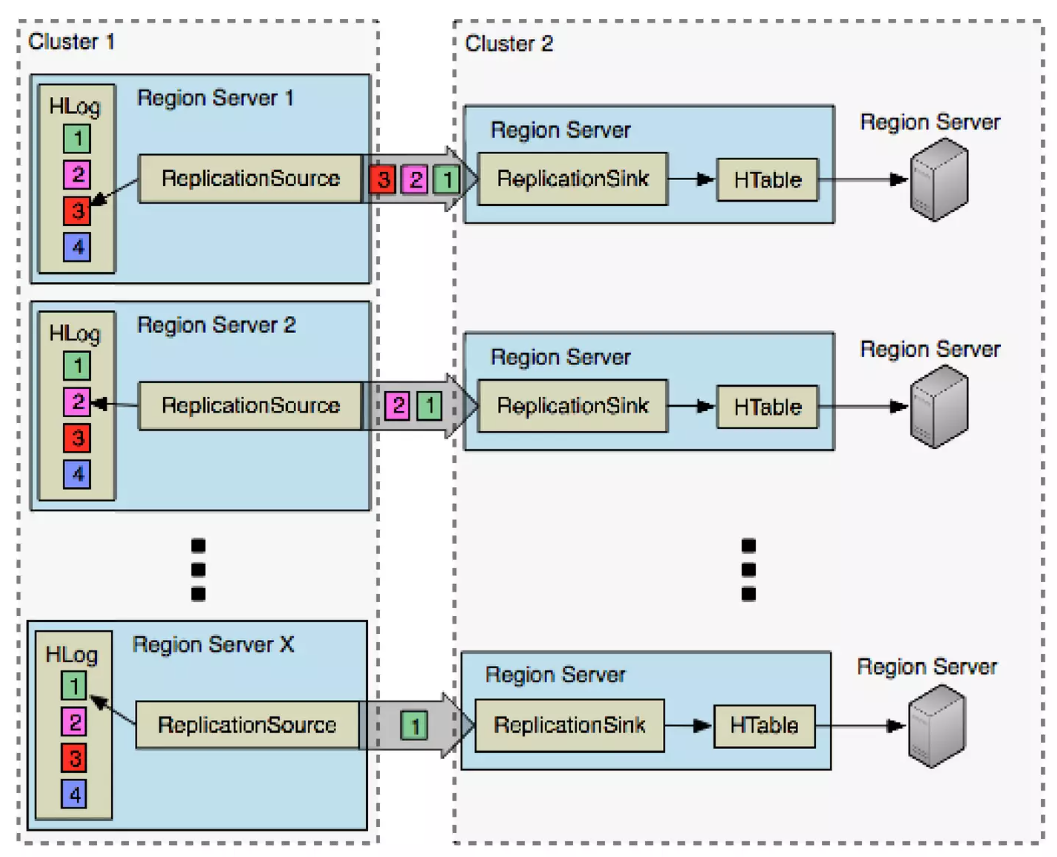 Cluster 1
Cluster 2
Region Server 1
HLog
1
2
3
4
ReplicationSource
3 2 1
Region Server
ReplicationSink
HTable
Region Server
Region Server 2
HLog
1
2
3
4
ReplicationSource
2 1
Region Server
ReplicationSink
HTable
Region Server
Region Server X
HLog
1
2
3
4
ReplicationSource
1
Region Server
ReplicationSink
HTable
Region Server